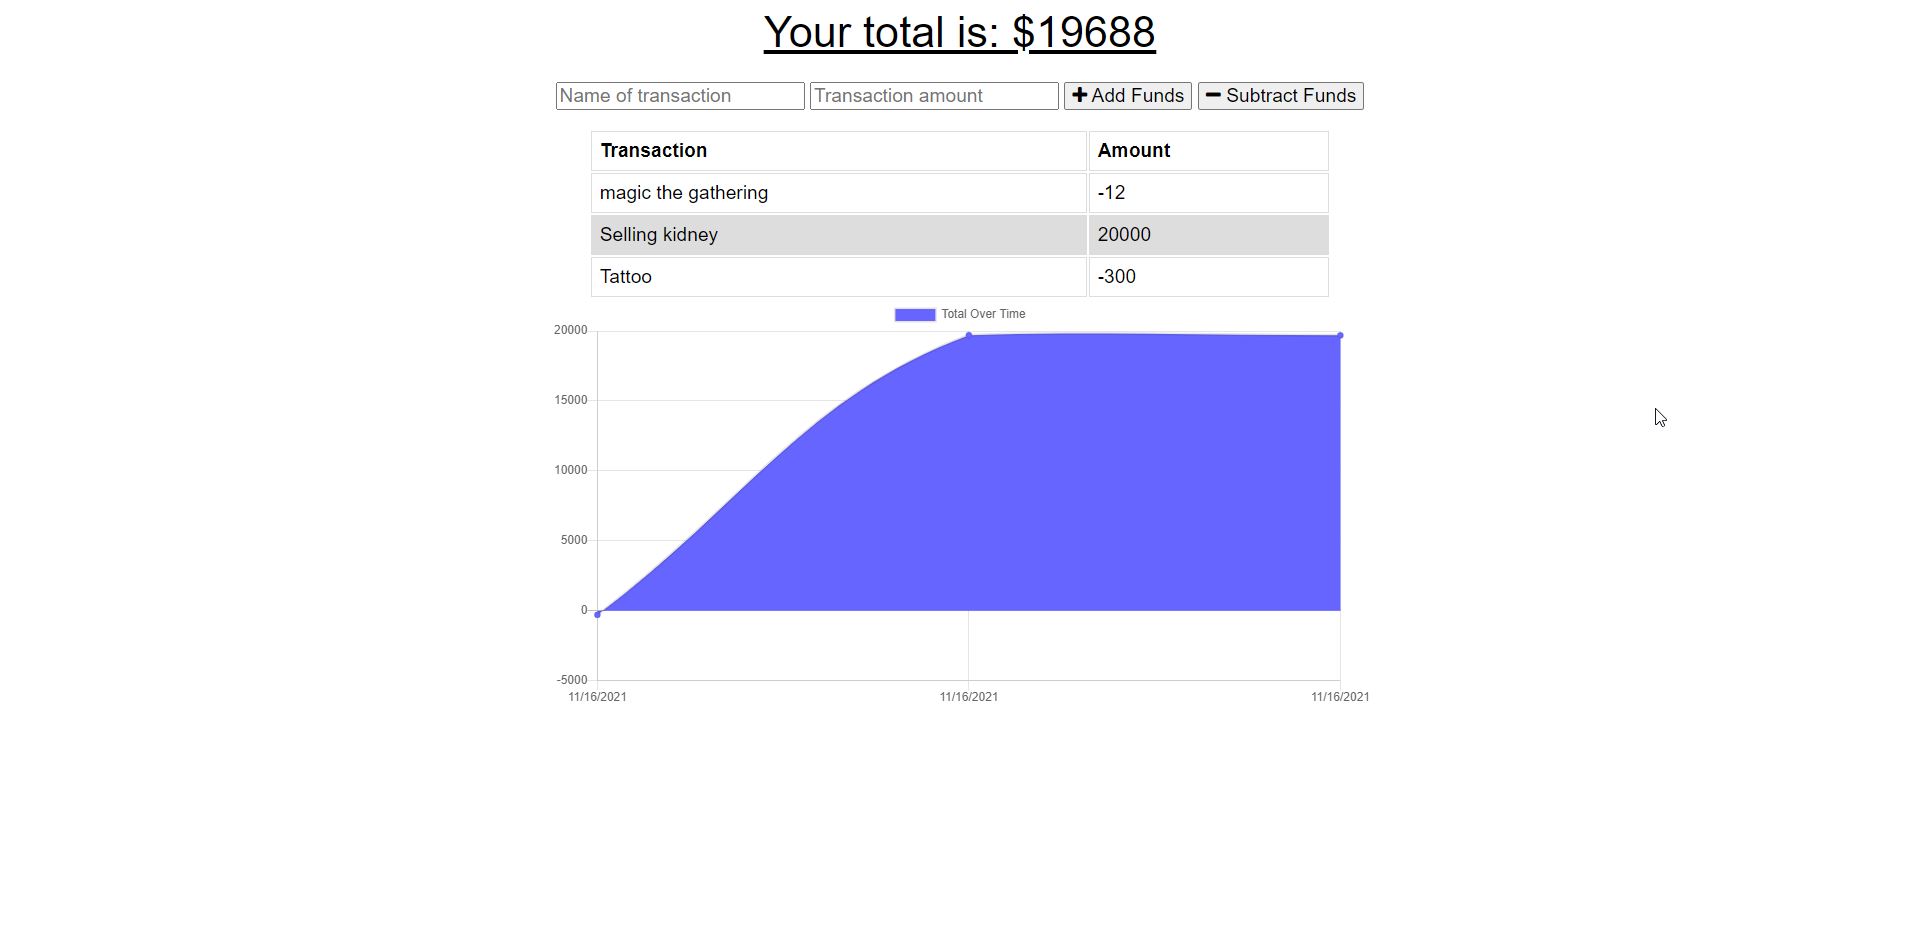 Your total is: $19688
Name of transaction Transaction amount Add Funds Subtract Funds
Transaction Amount
magic the gathering -12
Selling kidney 20000
Tattoo -300
Total Over Time
20000
15000
10000
5000
0
-5000
11/16/2021 11/16/2021 11/16/2021